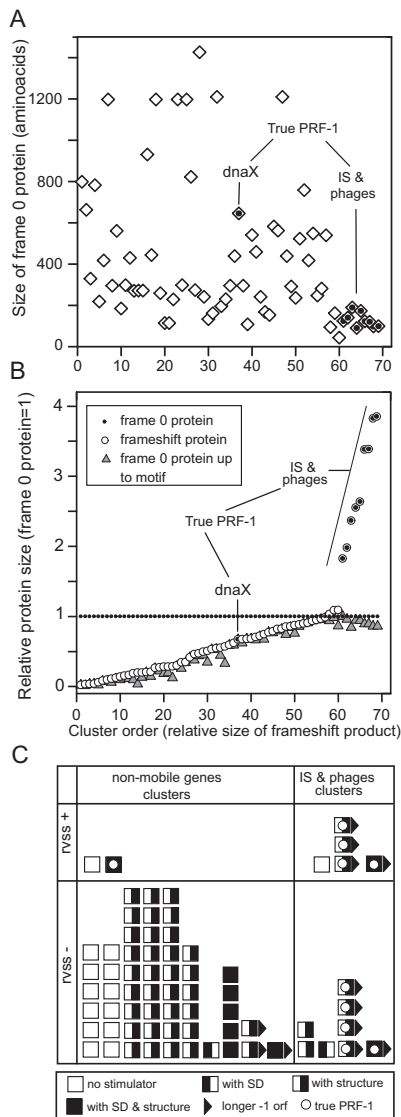 A
Size of frame 0 protein (aminoacids)
1200
800
400
0
True PRF-1
dnaX
IS &
phages
0 10 20 30 40 50 60 70
B
Relative protein size (frame 0 protein=1)
4
3
2
1
0
frame 0 protein
frameshift protein
frame 0 protein up
to motif
IS &
phages
True PRF-1
dnaX
0 10 20 30 40 50 60 70
Cluster order (relative size of frameshift product)
C
non-mobile genes
clusters
IS & phages
clusters
rvss +
rvss -
no stimulator
with SD
with structure
with SD & structure
longer -1 orf
true PRF-1